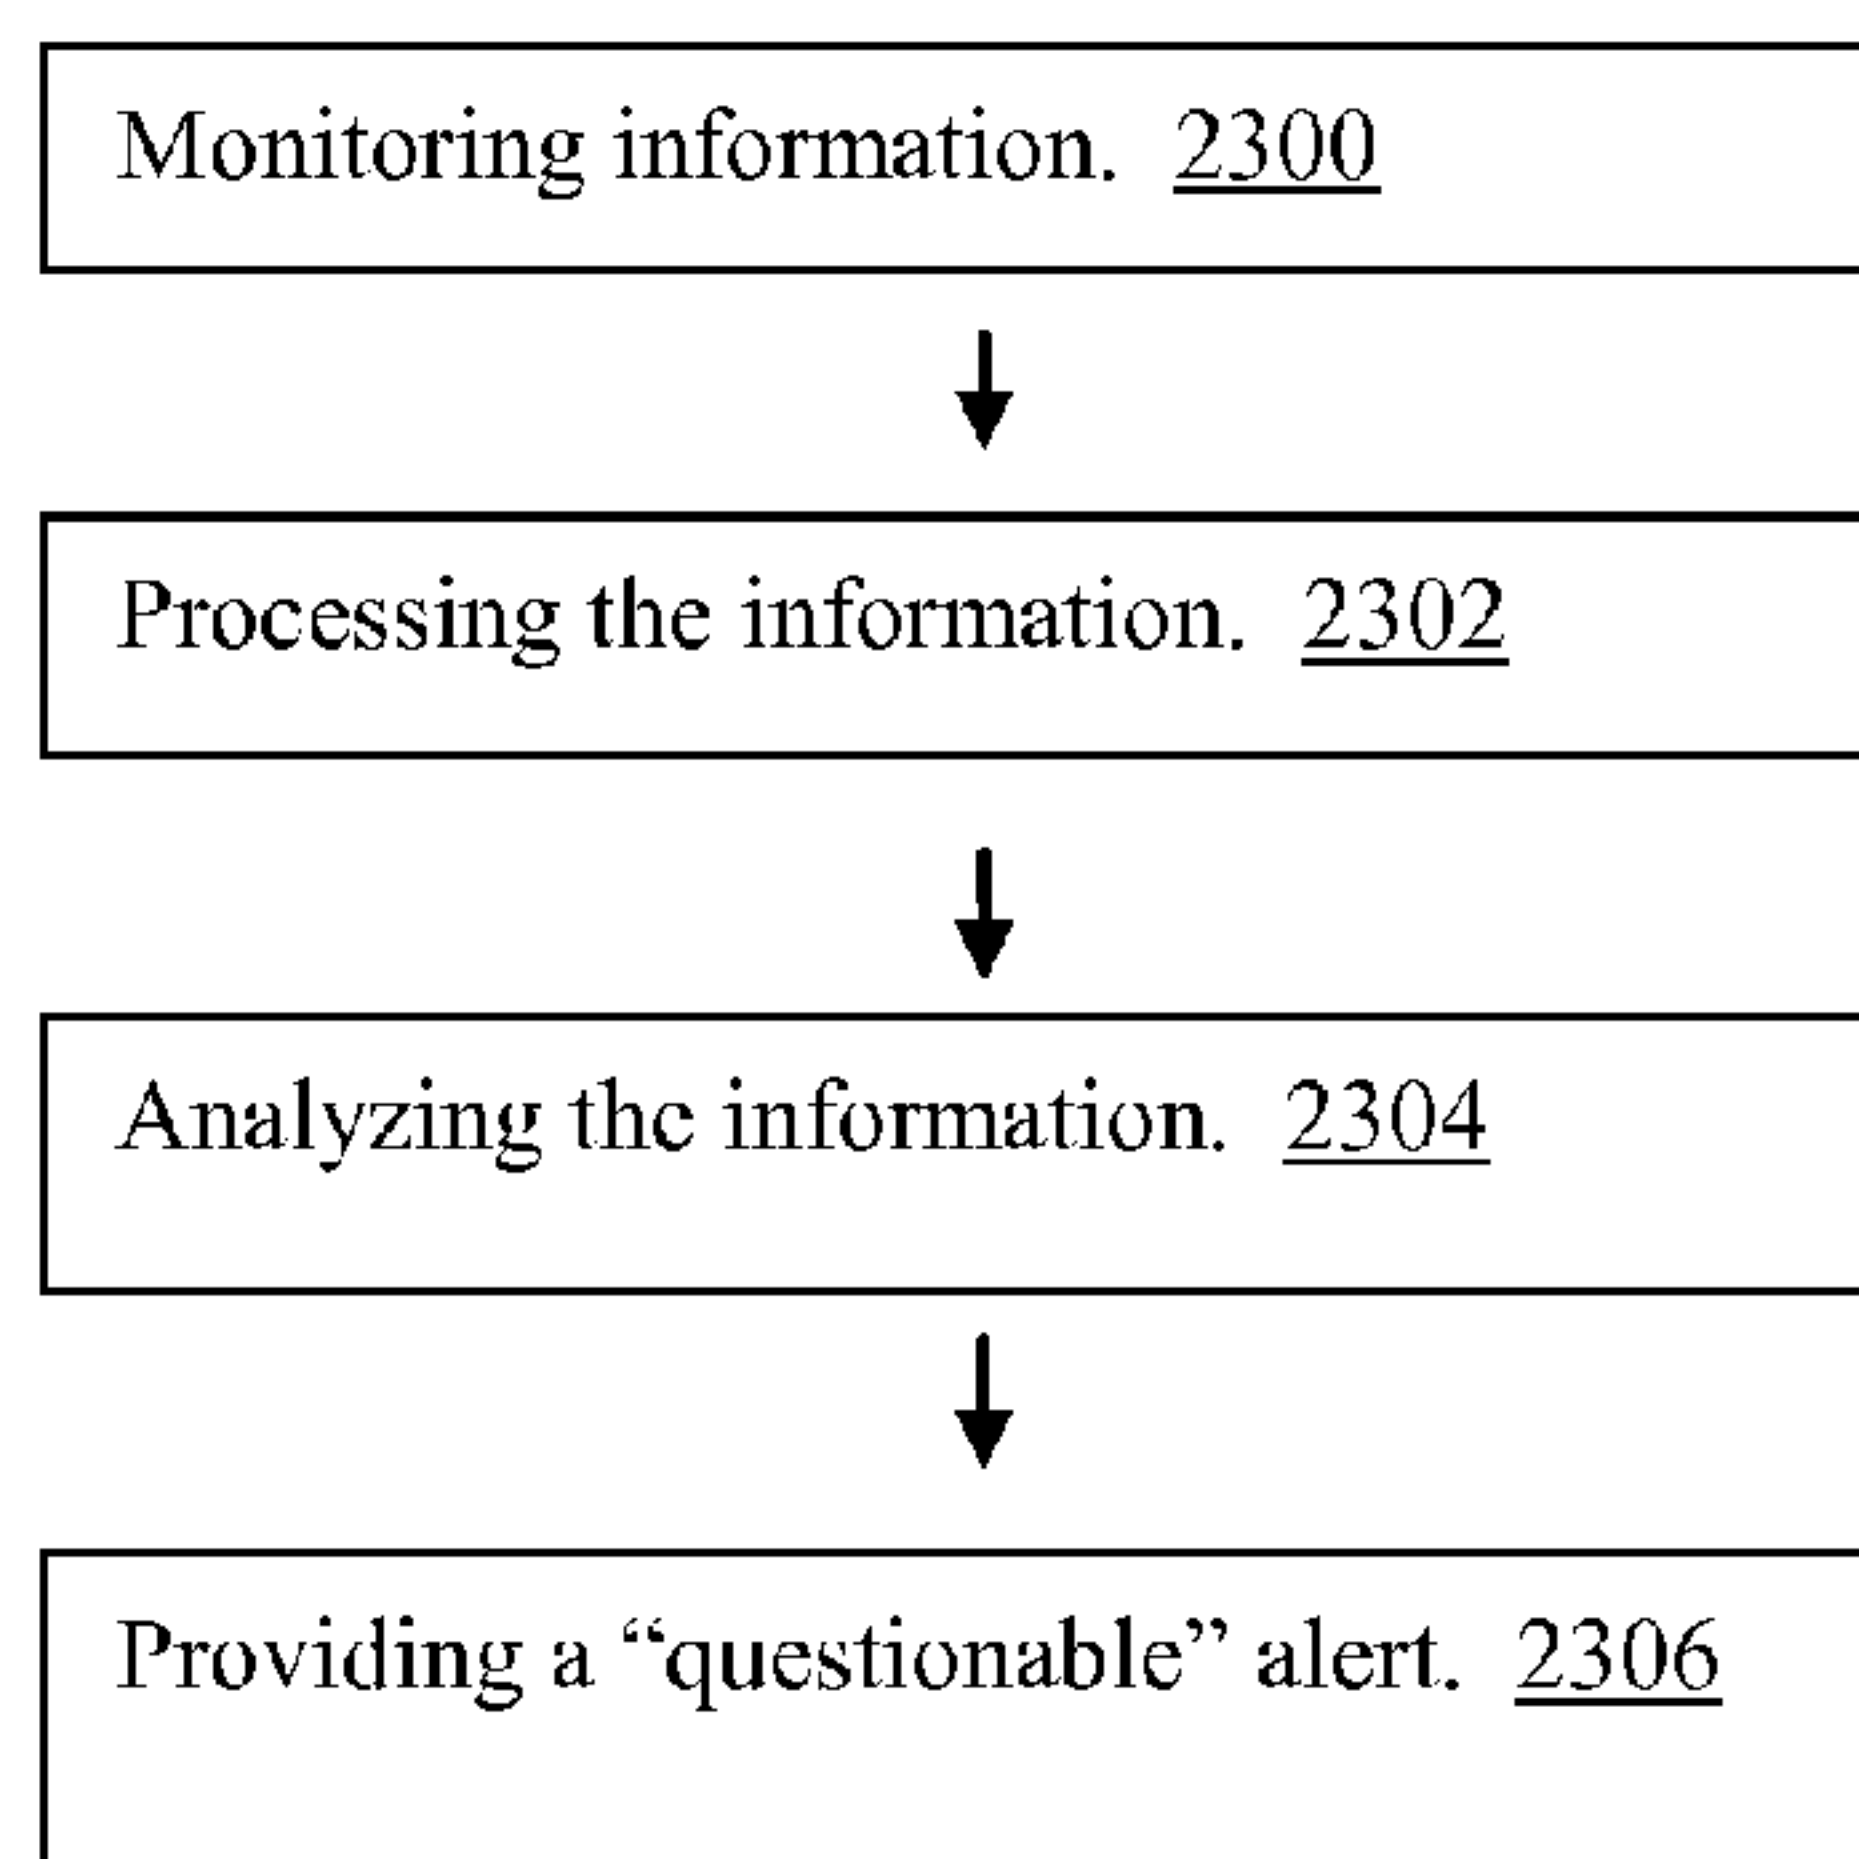 Monitoring information. 2300
Processing the information. 2302
Analyzing the information. 2304
Providing a “questionable” alert. 2306